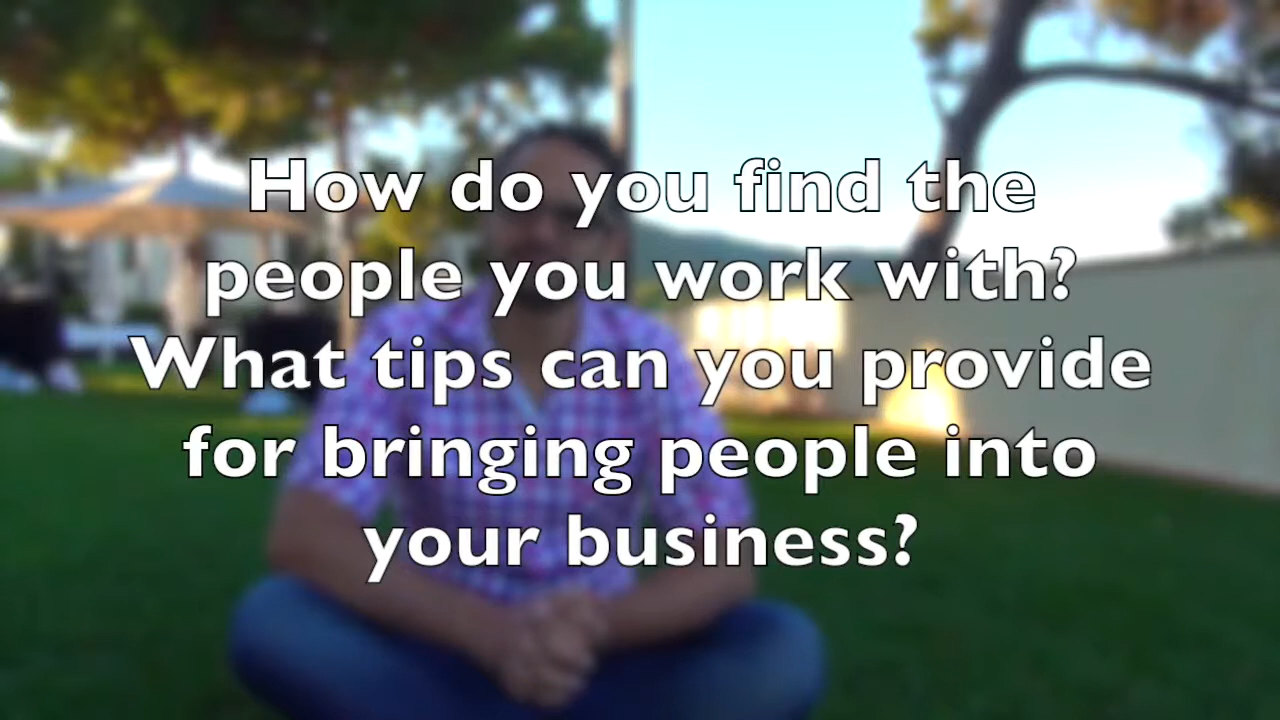 How do you find the
people you work with?
What tips can you provide
for bringing people into
your business?